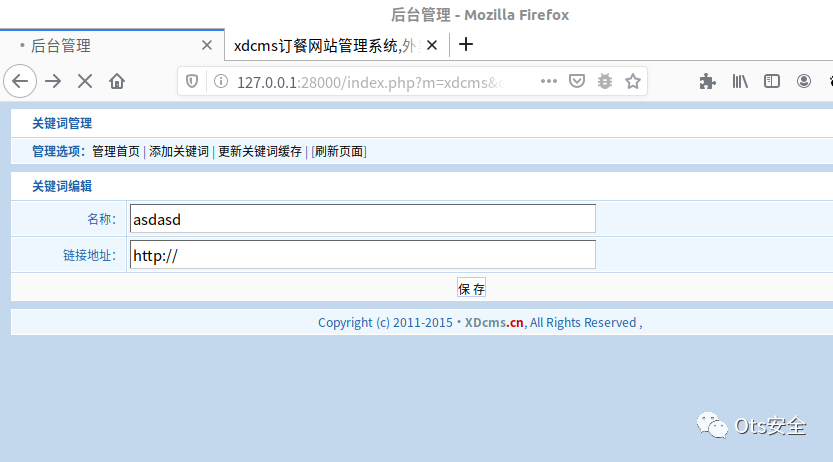 后台管理 - Mozilla Firefox
• 后台管理
xdcms订餐网站管理系统,外
127.0.0.1:28000/index.php?m=xdcms&
关键词管理
管理选项: 管理首页 | 添加关键词 | 更新关键词缓存 | [刷新页面]
关键词编辑
名称: asdasd
链接地址: http://
保 存
Copyright (c) 2011-2015・XDcms.cn, All Rights Reserved ,
Ots安全